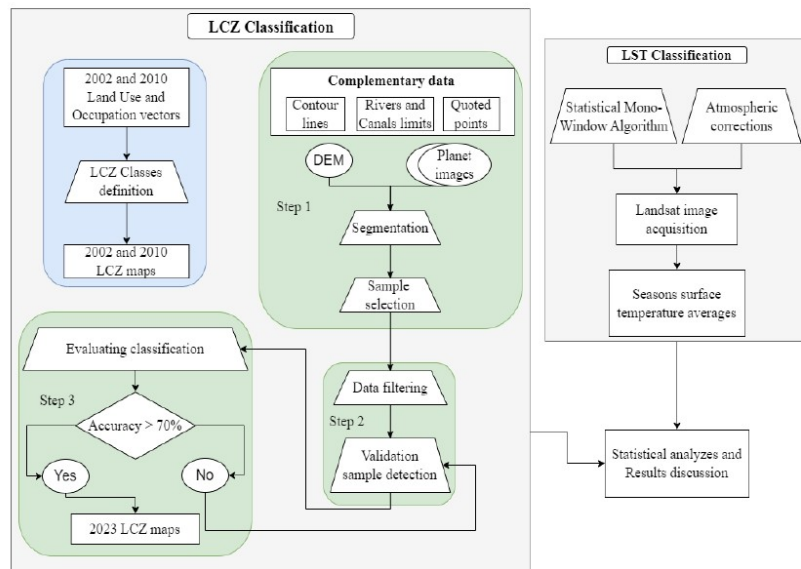 LCZ Classification
2002 and 2010
Land Use and
Occupation vectors
LCZ Classes
definition
2002 and 2010
LCZ maps
Complementary data
Contour
lines
Rivers and
Canals limits
Quoted
points
DEM
Planet
images
Step 1
Segmentation
Sample
selection
Data filtering
Step 2
Validation
sample detection
Evaluating classification
Step 3
Accuracy > 70%
Yes
No
2023 LCZ maps
LST Classification
Statistical Mono-
Window Algorithm
Atmospheric
corrections
Landsat image
acquisition
Seasons surface
temperature averages
Statistical analyzes and
Results discussion